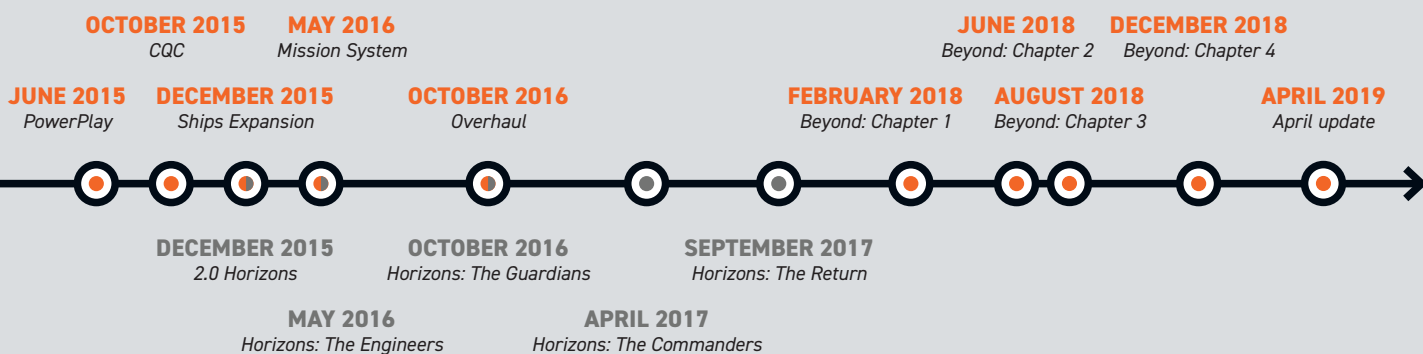 OCTOBER 2015
CQC
MAY 2016
Mission System
JUNE 2018
Beyond: Chapter 2
DECEMBER 2018
Beyond: Chapter 4
JUNE 2015
PowerPlay
DECEMBER 2015
Ships Expansion
OCTOBER 2016
Overhaul
FEBRUARY 2018
Beyond: Chapter 1
AUGUST 2018
Beyond: Chapter 3
APRIL 2019
April update
DECEMBER 2015
2.0 Horizons
OCTOBER 2016
Horizons: The Guardians
SEPTEMBER 2017
Horizons: The Return
MAY 2016
Horizons: The Engineers
APRIL 2017
Horizons: The Commanders